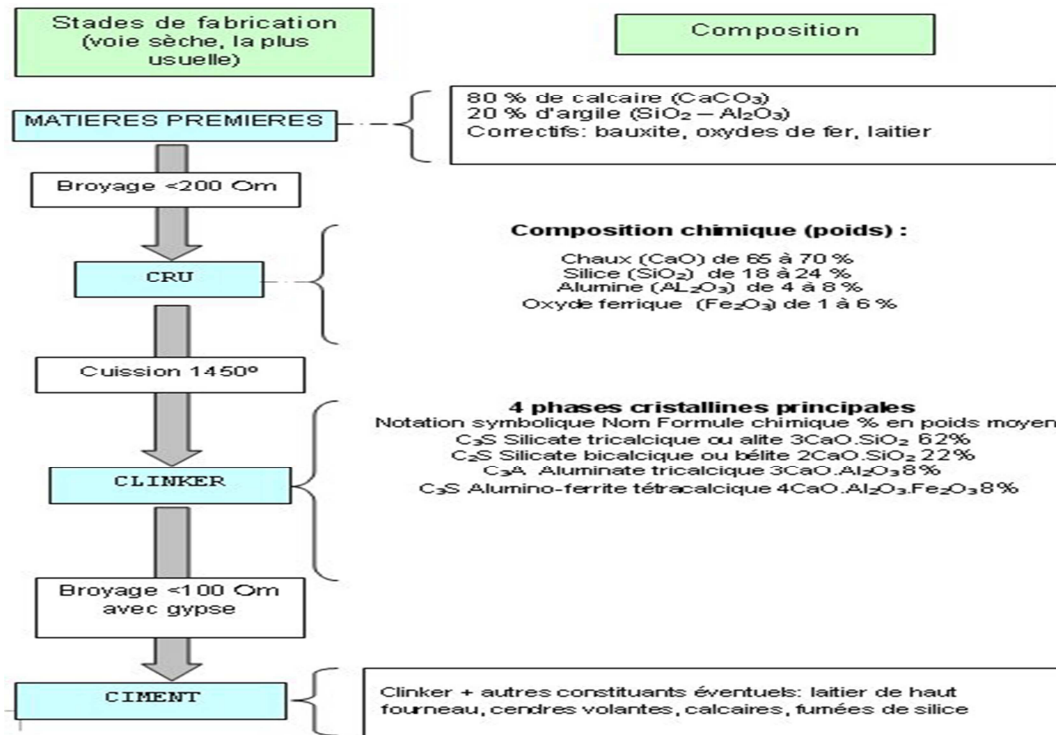 Stades de fabrication
(voie sèche, la plus
usuelle)
Composition
MATIERES PREMIERES
80 % de calcaire (CaCO₃)
20 % d'argile (SiO₂ – Al₂O₃)
Correctifs: bauxite, oxydes de fer, laitier
Broyage <200 Om
CRU
Composition chimique (poids) :
Chaux (CaO) de 65 à 70 %
Silice (SiO₂) de 18 à 24 %
Alumine (AL₂O₃) de 4 à 8 %
Oxyde ferrique (Fe₂O₃) de 1 à 6 %
Cuission 1450º
4 phases cristallines principales
Notation symbolique Nom Formule chimique % en poids moyen
C₃S Silicate tricalcique ou alite 3CaO.SiO₂ 62%
C₂S Silicate bicalcique ou bélite 2CaO.SiO₂ 22%
C₃A Aluminate tricalcique 3CaO.Al₂O₃ 8%
C₃S Alumino-ferrite tétracalcique 4CaO.Al₂O₃.Fe₂O₃ 8%
CLINKER
Broyage <100 Om
avec gypse
CIMENT
Clinker + autres constituants éventuels: laitier de haut
fourneau, cendres volantes, calcaires, fumées de silice